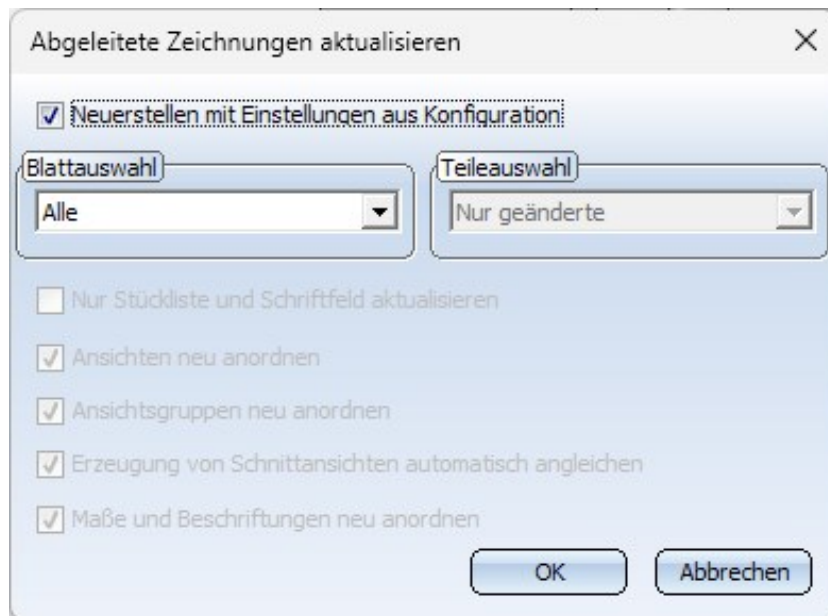 Abgeleitete Zeichnungen aktualisieren
Neuerstellen mit Einstellungen aus Konfiguration
Blattauswahl
Alle
Teileauswahl
Nur geänderte
Nur Stückliste und Schriftfeld aktualisieren
Ansichten neu anordnen
Ansichtsgruppen neu anordnen
Erzeugung von Schnittansichten automatisch angleichen
Maße und Beschriftungen neu anordnen
OK
Abbrechen